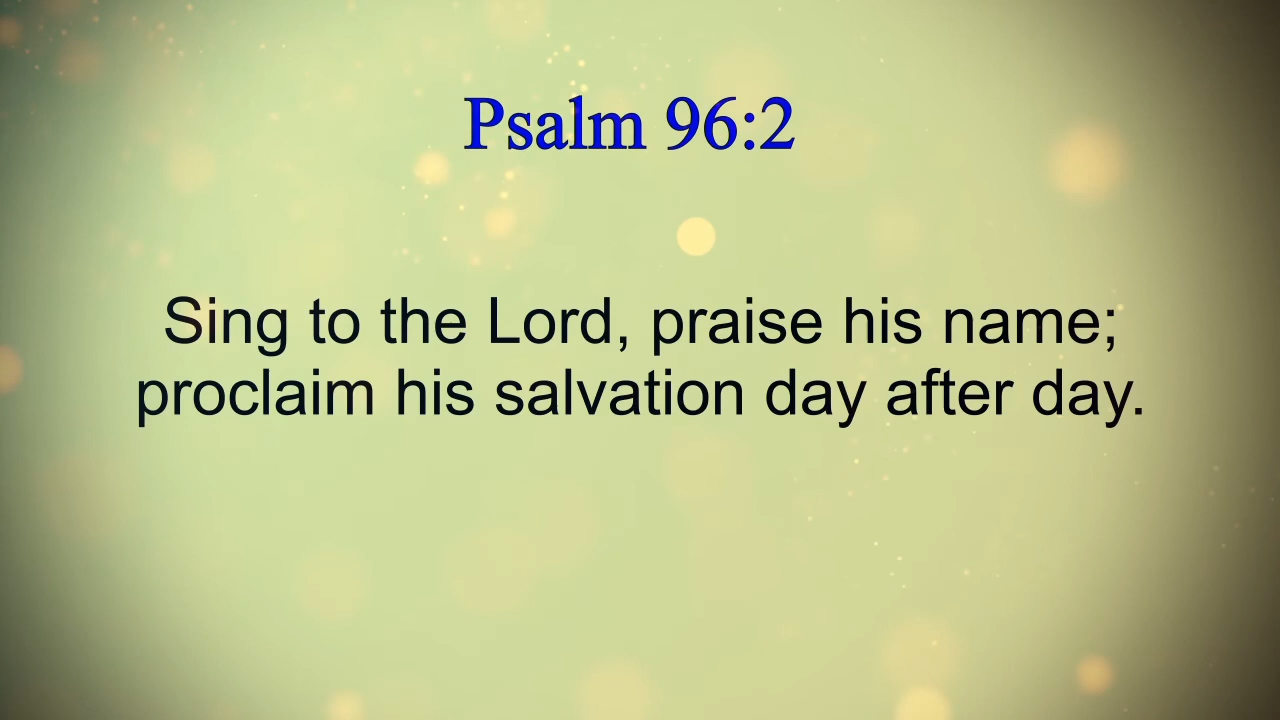 Psalm 96:2
Sing to the Lord, praise his name;
proclaim his salvation day after day.